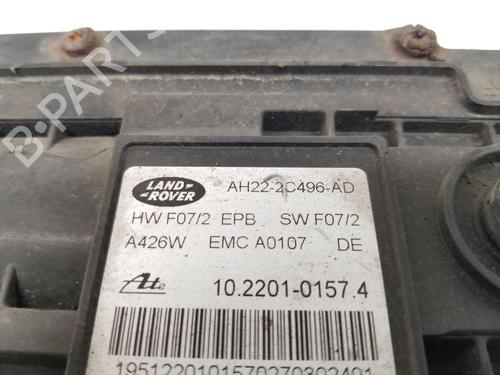 B-PARTS
LAND-
ROVER
AH22-2C496-AD
HW F07/2 EPB SW F07/2
A426W EMC A0107 DE
Ate
10.2201-0157.4